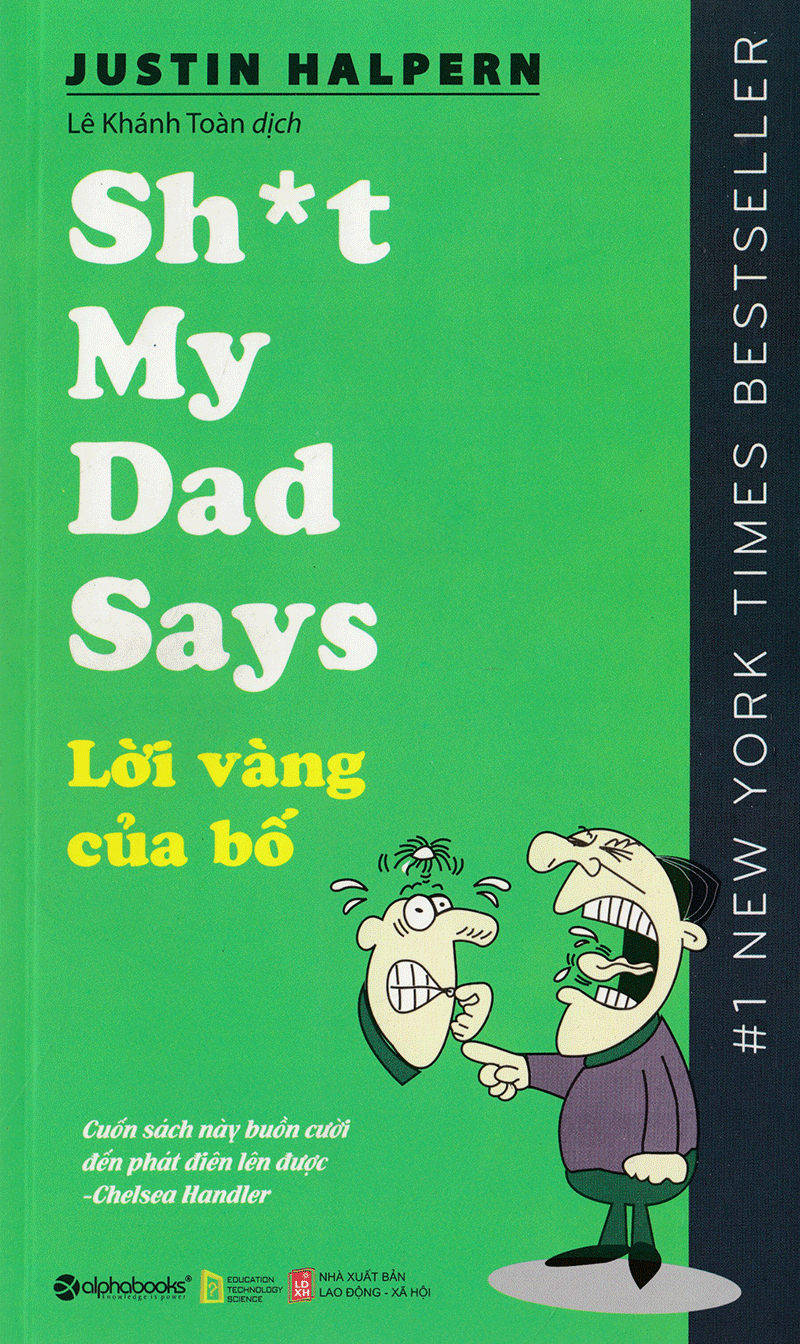 JUSTIN HALPERN
Lê Khánh Toàn dịch
Sh*t
My
Dad
Says
Lời vàng
của bố
#1 NEW YORK TIMES BESTSELLER
Cuốn sách này buồn cười
đến phát điên lên được
-Chelsea Handler
alphabooks®
knowledge is power
EDUCATION
TECHNOLOGY
SCIENCE
LĐ
XH
NHÀ XUẤT BẢN
LAO ĐỘNG - XÃ HỘI